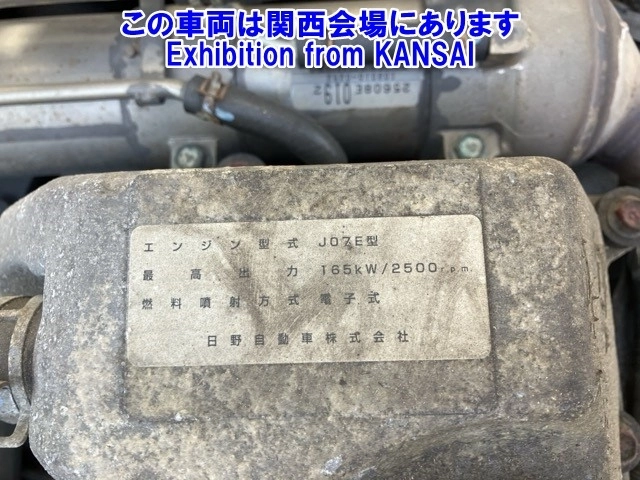 この車両は関西会場にあります
Exhibition from KANSAI
25608E
0192
エンジン型式 J07E型
最高出力 165kW/2500r.p.m.
燃料噴射方式 電子式
日野自動車株式会社